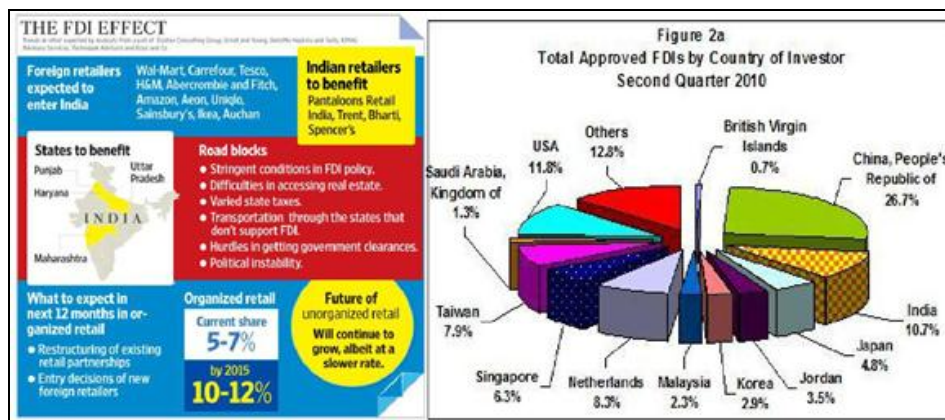 THE FDI EFFECT
Foreign retailers
expected to
enter India
Wal-Mart, Carrefour, Tesco,
H&M, Abercrombie and Fitch,
Amazon, Aeon, Uniqlo,
Sainsbury's, Ikea, Auchan
Indian retailers
to benefit
Pantaloons Retail
India, Trent, Bharti,
Spencer's
States to benefit
Punjab
Uttar
Pradesh
Haryana
INDIA
Maharashtra
Road blocks
• Stringent conditions in FDI policy.
• Difficulties in accessing real estate.
• Varied state taxes.
• Transportation through the states that
don't support FDI.
• Hurdles in getting government clearances.
• Political instability.
What to expect in
next 12 months in or-
ganized retail
• Restructuring of existing
retail partnerships
• Entry decisions of new
foreign retailers
Organized retail
Current share
5-7%
by 2015
10-12%
Future of
unorganized retail
Will continue to
grow, albeit at a
slower rate.
Figure 2a
Total Approved FDIs by Country of Investor
Second Quarter 2010
British Virgin
Islands
0.7%
China, People's
Republic of
26.7%
India
10.7%
Japan
4.8%
Jordan
3.5%
Korea
2.9%
Malaysia
2.3%
Netherlands
8.3%
Singapore
6.3%
Taiwan
7.9%
Saudi Arabia,
Kingdom of
1.3%
USA
11.8%
Others
12.8%